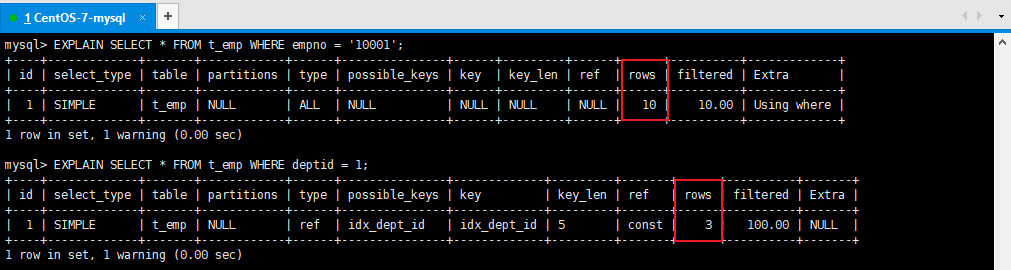 1 CentOS-7-mysql × +
mysql> EXPLAIN SELECT * FROM t_emp WHERE empno = '10001';
+----+-------------+-------+------------+------+---------------+------+---------+------+------+----------+-------------+
| id | select_type | table | partitions | type | possible_keys | key | key_len | ref | rows | filtered | Extra |
+----+-------------+-------+------------+------+---------------+------+---------+------+------+----------+-------------+
| 1 | SIMPLE | t_emp | NULL | ALL | NULL | NULL | NULL | NULL | 10 | 10.00 | Using where |
+----+-------------+-------+------------+------+---------------+------+---------+------+------+----------+-------------+
1 row in set, 1 warning (0.00 sec)
mysql> EXPLAIN SELECT * FROM t_emp WHERE deptid = 1;
+----+-------------+-------+------------+------+---------------+-------------+---------+-------+------+----------+-------+
| id | select_type | table | partitions | type | possible_keys | key | key_len | ref | rows | filtered | Extra |
+----+-------------+-------+------------+------+---------------+-------------+---------+-------+------+----------+-------+
| 1 | SIMPLE | t_emp | NULL | ref | idx_dept_id | idx_dept_id | 5 | const | 3 | 100.00 | NULL |
+----+-------------+-------+------------+------+---------------+-------------+---------+-------+------+----------+-------+
1 row in set, 1 warning (0.00 sec)